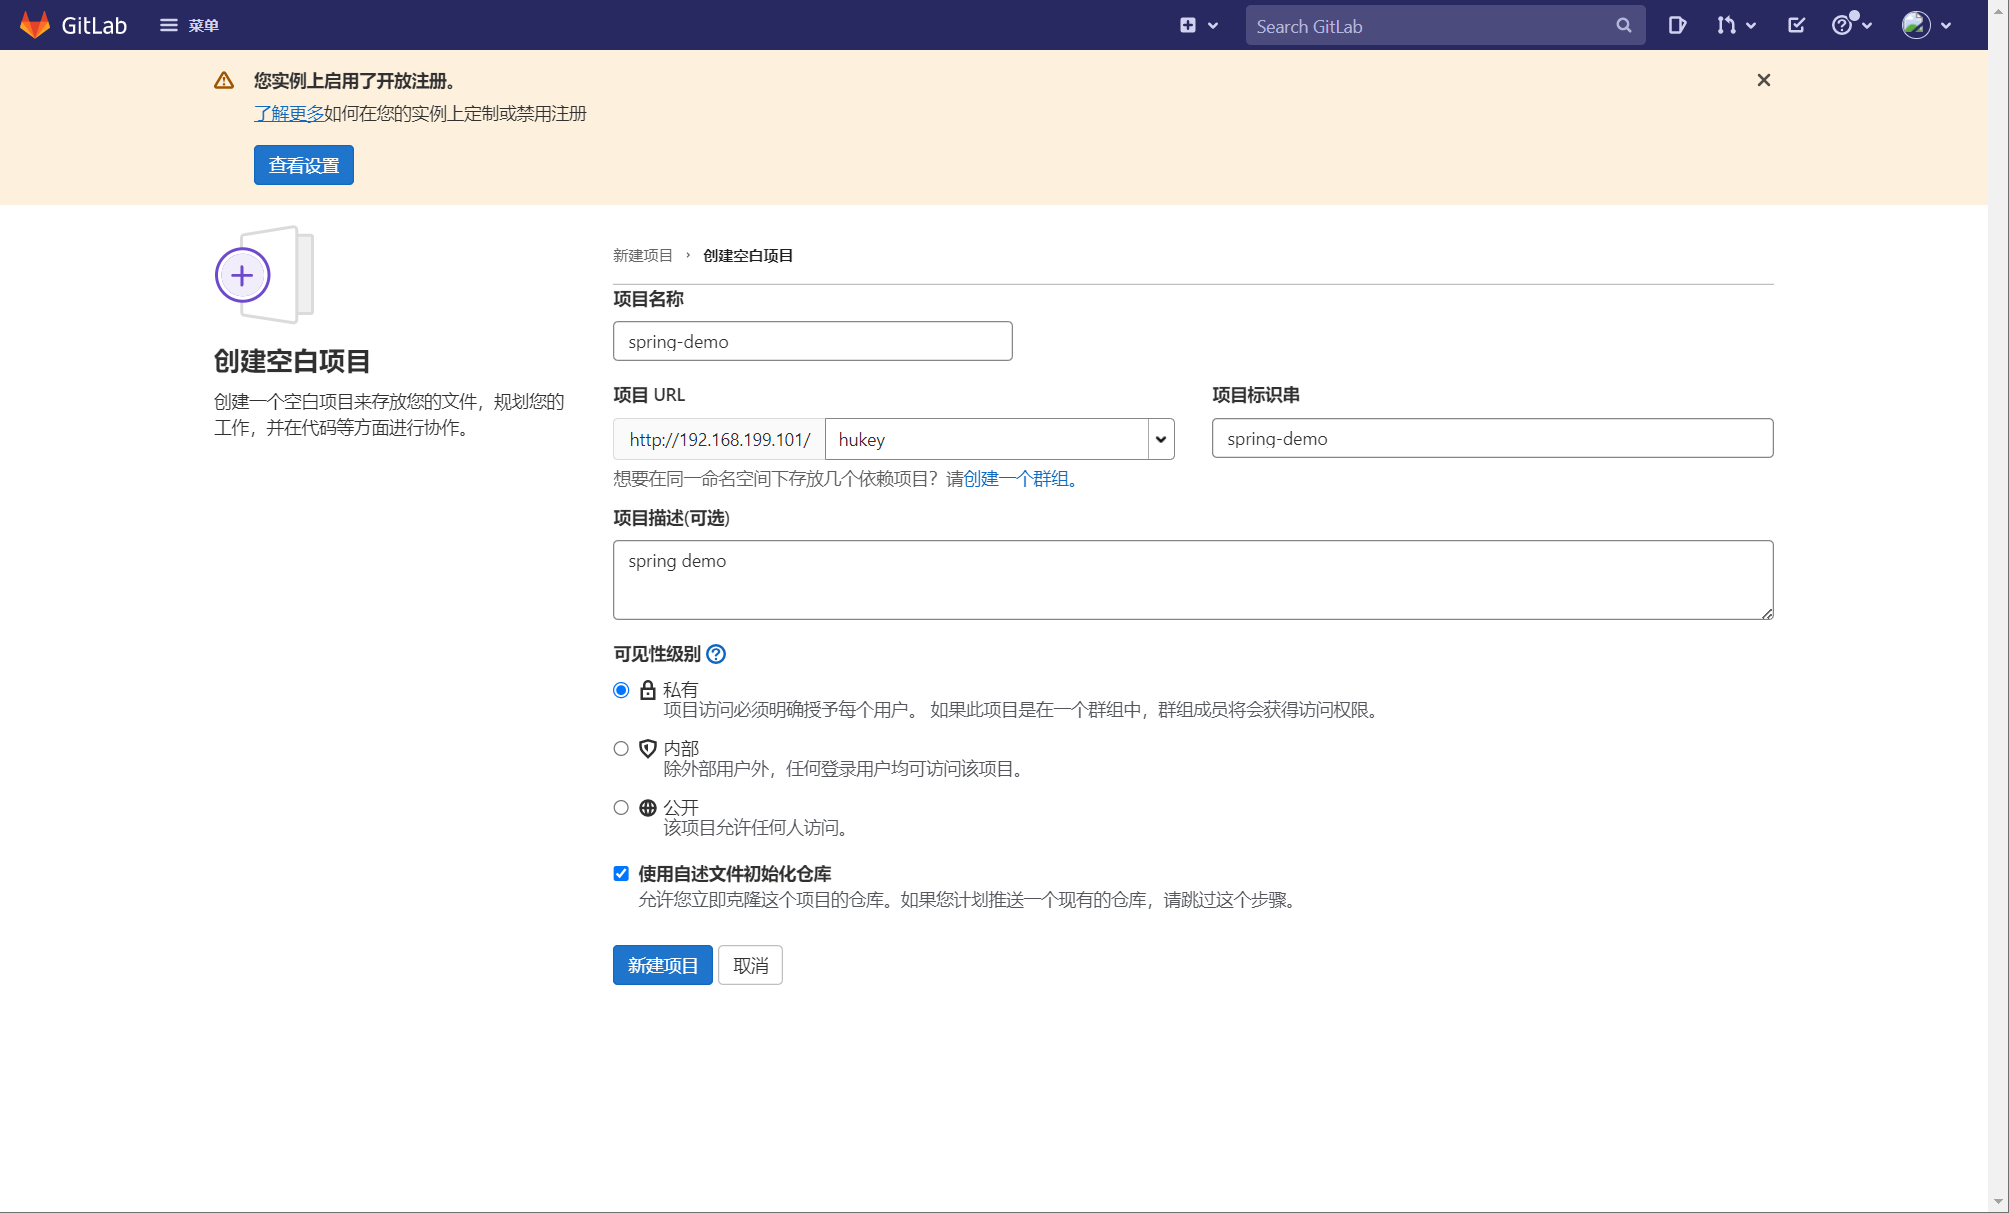 GitLab
菜单
Search GitLab
您实例上启用了开放注册。
了解更多如何在您的实例上定制或禁用注册
查看设置
创建空白项目
创建一个空白项目来存放您的文件，规划您的
工作，并在代码等方面进行协作。
新建项目 › 创建空白项目
项目名称
spring-demo
项目 URL
项目标识串
http://192.168.199.101/ hukey
spring-demo
想要在同一命名空间下存放几个依赖项目？请创建一个群组。
项目描述(可选)
spring demo
可见性级别
私有
项目访问必须明确授予每个用户。 如果此项目是在一个群组中，群组成员将会获得访问权限。
内部
除外部用户外，任何登录用户均可访问该项目。
公开
该项目允许任何人访问。
使用自述文件初始化仓库
允许您立即克隆这个项目的仓库。如果您计划推送一个现有的仓库，请跳过这个步骤。
新建项目 取消